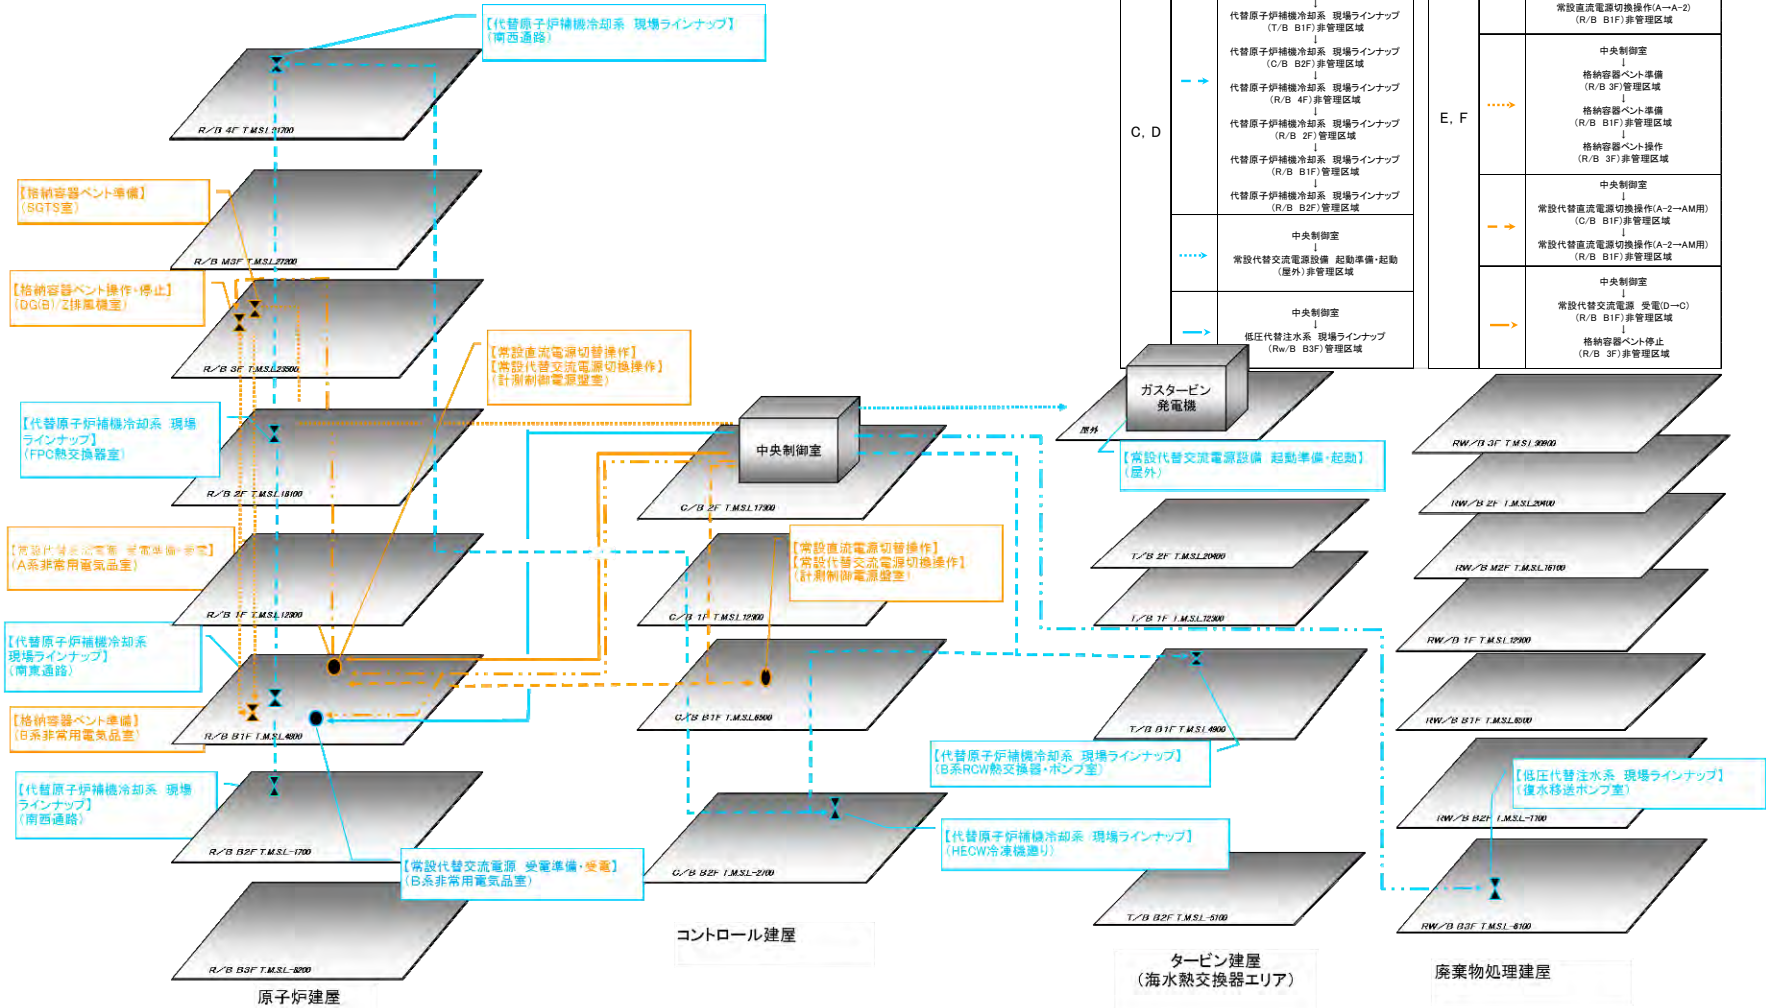 【代替原子炉補機冷却系 現場ラインナップ】
(南西通路)
R/B 4F T.M.S.L.31700
【格納容器ベント準備】
(SGTS室)
R/B M3F T.M.S.L.27200
【格納容器ベント操作・停止】
(DG(B)/Z排風機室)
R/B 3F T.M.S.L.23500
【代替原子炉補機冷却系 現場
ラインナップ】
(FPC熱交換器室)
R/B 2F T.M.S.L.18100
【常設代替交流電源 受電準備・受電】
(A系非常用電気品室)
R/B 1F T.M.S.L.12300
【代替原子炉補機冷却系
現場ラインナップ】
(南東通路)
【格納容器ベント準備】
(B系非常用電気品室)
R/B B1F T.M.S.L.4800
【代替原子炉補機冷却系 現場
ラインナップ】
(南西通路)
R/B B2F T.M.S.L.-1700
【常設代替交流電源 受電準備・受電】
(B系非常用電気品室)
R/B B3F T.M.S.L.-8200
原子炉建屋
【常設直流電源切替操作】
【常設代替交流電源切換操作】
(計測制御電源盤室)
中央制御室
C/B 2F T.M.S.L.17300
【常設直流電源切替操作】
【常設代替交流電源切換操作】
(計測制御電源盤室)
C/B 1F T.M.S.L.12300
C/B B1F T.M.S.L.6500
C/B B2F T.M.S.L.-2700
コントロール建屋
【代替原子炉補機冷却系 現場ラインナップ】
(B系RCW熱交換器・ポンプ室)
【代替原子炉補機冷却系 現場ラインナップ】
(HECW冷凍機廻り)
ガスタービン
発電機
屋外
【常設代替交流電源設備 起動準備・起動】
(屋外)
T/B 2F T.M.S.L.20400
T/B 1F T.M.S.L.12300
T/B B1F T.M.S.L.4900
T/B B2F T.M.S.L.-5100
タービン建屋
(海水熱交換器エリア)
RW/B 3F T.M.S.L.30900
RW/B 2F T.M.S.L.20400
RW/B M2F T.M.S.L.16100
RW/B 1F T.M.S.L.12300
RW/B B1F T.M.S.L.6500
【低圧代替注水系 現場ラインナップ】
(復水移送ポンプ室)
RW/B B2F T.M.S.L.-1100
RW/B B3F T.M.S.L.-6100
廃棄物処理建屋
C, D
↓
代替原子炉補機冷却系 現場ラインナップ
(T/B B1F)非管理区域
↓
代替原子炉補機冷却系 現場ラインナップ
(C/B B2F)非管理区域
↓
代替原子炉補機冷却系 現場ラインナップ
(R/B 4F)非管理区域
↓
代替原子炉補機冷却系 現場ラインナップ
(R/B 2F)管理区域
↓
代替原子炉補機冷却系 現場ラインナップ
(R/B B1F)管理区域
↓
代替原子炉補機冷却系 現場ラインナップ
(R/B B2F)管理区域
中央制御室
↓
常設代替交流電源設備 起動準備・起動
(屋外)非管理区域
中央制御室
↓
低圧代替注水系 現場ラインナップ
(Rw/B B3F)管理区域
E, F
常設直流電源切換操作(A→A-2)
(R/B B1F)非管理区域
中央制御室
↓
格納容器ベント準備
(R/B 3F)管理区域
↓
格納容器ベント準備
(R/B B1F)非管理区域
↓
格納容器ベント操作
(R/B 3F)非管理区域
中央制御室
↓
常設代替直流電源切換操作(A-2→AM用)
(C/B B1F)非管理区域
↓
常設代替直流電源切換操作(A-2→AM用)
(R/B B1F)非管理区域
中央制御室
↓
常設代替交流電源 受電(D→C)
(R/B B1F)非管理区域
↓
格納容器ベント停止
(R/B 3F)非管理区域